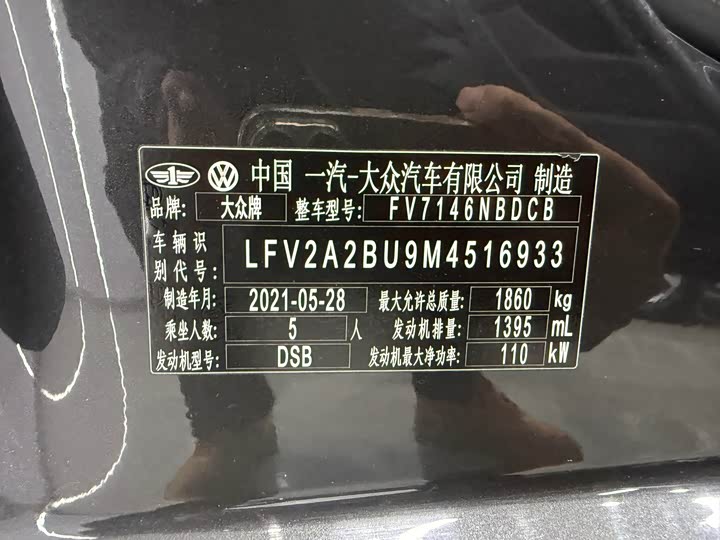 1 VW 中国 一汽-大众汽车有限公司 制造
品牌: 大众牌 整车型号: FV7146NBDCB
车辆识别代号: LFV2A2BU9M4516933
制造年月: 2021-05-28 最大允许总质量: 1860 kg
乘坐人数: 5 人 发动机排量: 1395 mL
发动机型号: DSB 发动机最大净功率: 110 kW